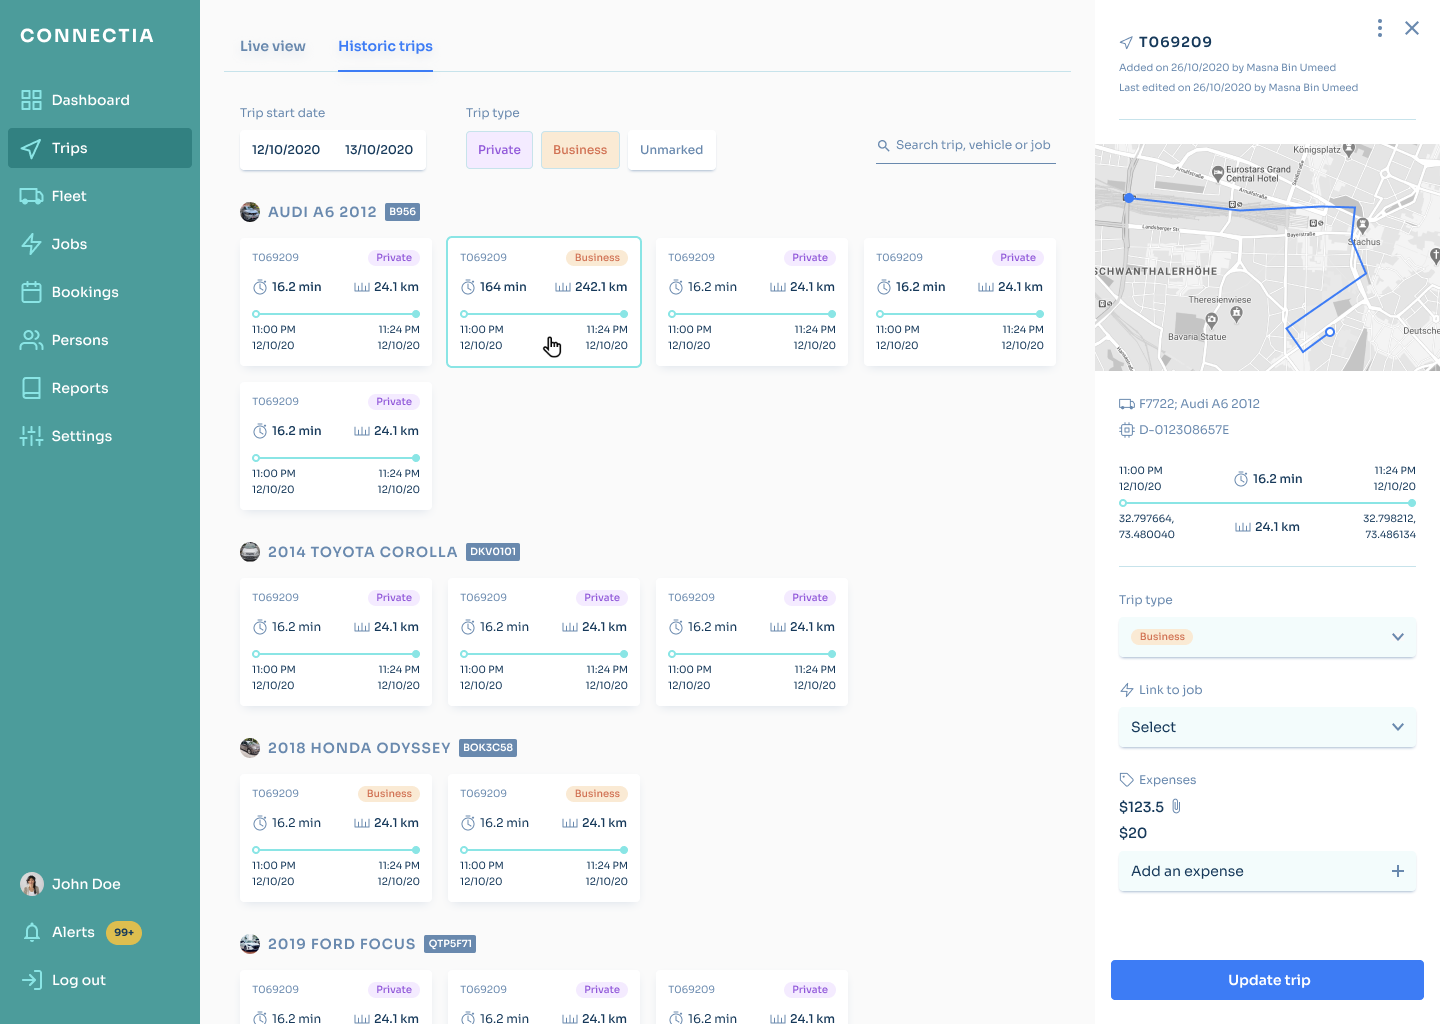 CONNECTIA
Dashboard
Trips
Fleet
Jobs
Bookings
Persons
Reports
Settings
John Doe
Alerts 99+
Log out
Live view Historic trips
Trip start date Trip type
12/10/2020 13/10/2020 Private Business Unmarked Search trip, vehicle or job
AUDI A6 2012 B956
T069209 Private
16.2 min 24.1 km
11:00 PM 11:24 PM
12/10/20 12/10/20
T069209 Business
164 min 242.1 km
11:00 PM 11:24 PM
12/10/20 12/10/20
T069209 Private
16.2 min 24.1 km
11:00 PM 11:24 PM
12/10/20 12/10/20
T069209 Private
16.2 min 24.1 km
11:00 PM 11:24 PM
12/10/20 12/10/20
T069209 Private
16.2 min 24.1 km
11:00 PM 11:24 PM
12/10/20 12/10/20
2014 TOYOTA COROLLA DKV0101
T069209 Private
16.2 min 24.1 km
11:00 PM 11:24 PM
12/10/20 12/10/20
T069209 Private
16.2 min 24.1 km
11:00 PM 11:24 PM
12/10/20 12/10/20
T069209 Private
16.2 min 24.1 km
11:00 PM 11:24 PM
12/10/20 12/10/20
2018 HONDA ODYSSEY BOK3C58
T069209 Business
16.2 min 24.1 km
11:00 PM 11:24 PM
12/10/20 12/10/20
T069209 Business
16.2 min 24.1 km
11:00 PM 11:24 PM
12/10/20 12/10/20
2019 FORD FOCUS QTP5F71
T069209 Private
16.2 min 24.1 km
T069209 Private
16.2 min 24.1 km
T069209 Private
16.2 min 24.1 km
T069209
Added on 26/10/2020 by Masna Bin Umeed
Last edited on 26/10/2020 by Masna Bin Umeed
Königsplatz
Eurostars Grand
Central Hotel
Arnulfstraße
Arnulfstraße
Seidlstraße
Landsberger Str.
Bayerstraße
Stachus
SCHWANTHALERHÖHE
Theresienwiese
Bavaria Statue
Deutsche
F7722; Audi A6 2012
D-012308657E
11:00 PM 11:24 PM
12/10/20 16.2 min 12/10/20
32.797664, 32.798212,
73.480040 24.1 km 73.486134
Trip type
Business
Link to job
Select
Expenses
$123.5
$20
Add an expense
Update trip